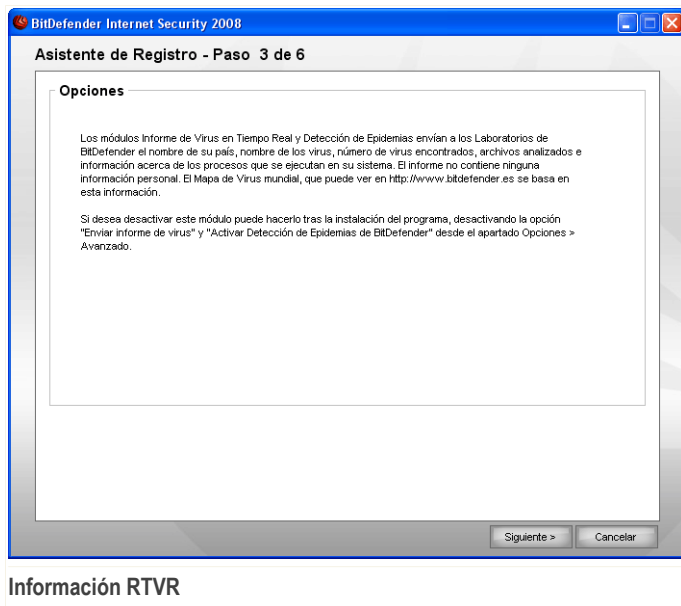 BitDefender Internet Security 2008
Asistente de Registro - Paso 3 de 6
Opciones
Los módulos Informe de Virus en Tiempo Real y Detección de Epidemias envían a los Laboratorios de
BitDefender el nombre de su país, nombre de los virus, número de virus encontrados, archivos analizados e
información acerca de los procesos que se ejecutan en su sistema. El informe no contiene ninguna
información personal. El Mapa de Virus mundial, que puede ver en http://www.bitdefender.es se basa en
esta información.
Si desea desactivar este módulo puede hacerlo tras la instalación del programa, desactivando la opción
"Enviar informe de virus" y "Activar Detección de Epidemias de BitDefender" desde el apartado Opciones >
Avanzado.
Siguiente > Cancelar
Información RTVR